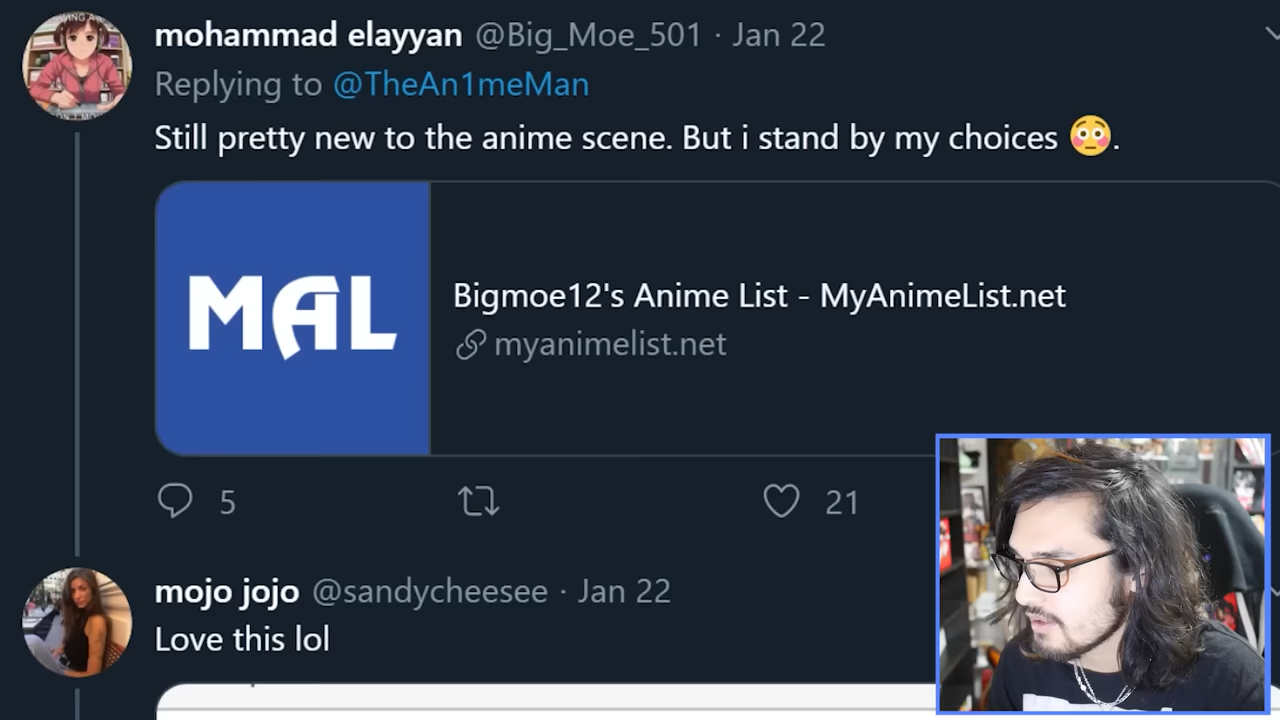 mohammad elayyan @Big_Moe_501 · Jan 22
Replying to @TheAn1meMan
Still pretty new to the anime scene. But i stand by my choices 😳.
MAL
Bigmoe12's Anime List - MyAnimeList.net
myanimelist.net
5 21
mojo jojo @sandycheesee · Jan 22
Love this lol